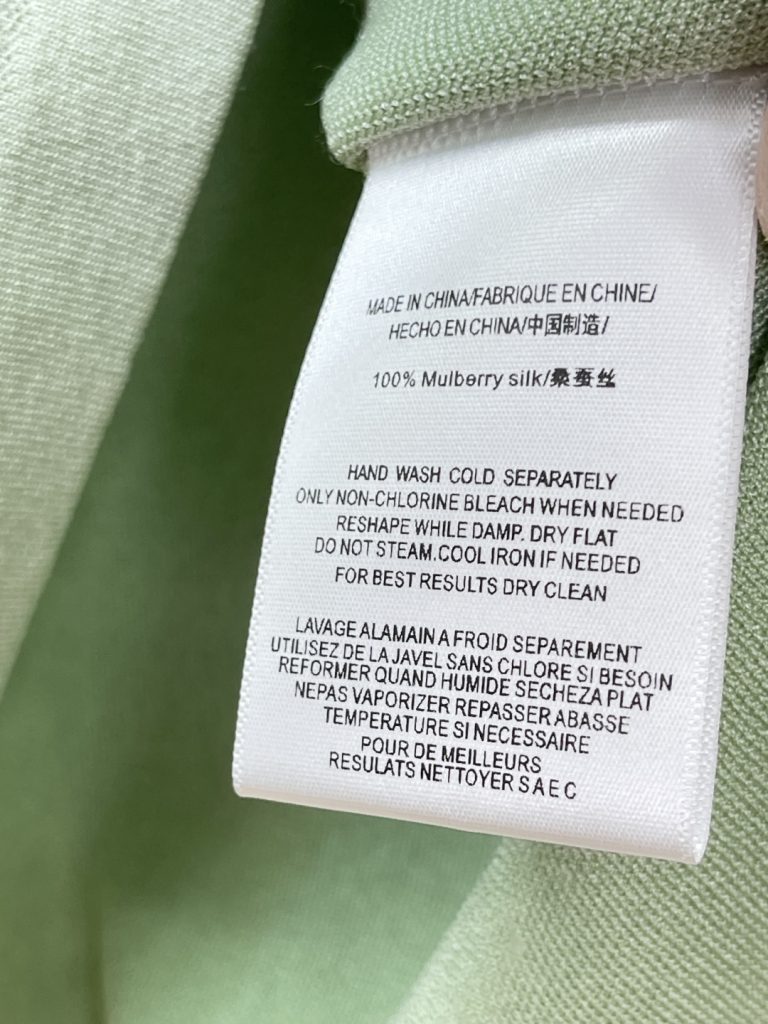 MADE IN CHINA/FABRIQUE EN CHINE/
HECHO EN CHINA/中国制造/
100% Mulberry silk/桑蚕丝
HAND WASH COLD SEPARATELY
ONLY NON-CHLORINE BLEACH WHEN NEEDED
RESHAPE WHILE DAMP. DRY FLAT
DO NOT STEAM.COOL IRON IF NEEDED
FOR BEST RESULTS DRY CLEAN
LAVAGE ALAMAIN A FROID SEPAREMENT
UTILISEZ DE LA JAVEL SANS CHLORE SI BESOIN
REFORMER QUAND HUMIDE SECHEZA PLAT
NEPAS VAPORIZER REPASSER ABASSE
TEMPERATURE SI NECESSAIRE
POUR DE MEILLEURS
RESULATS NETTOYER S A E C